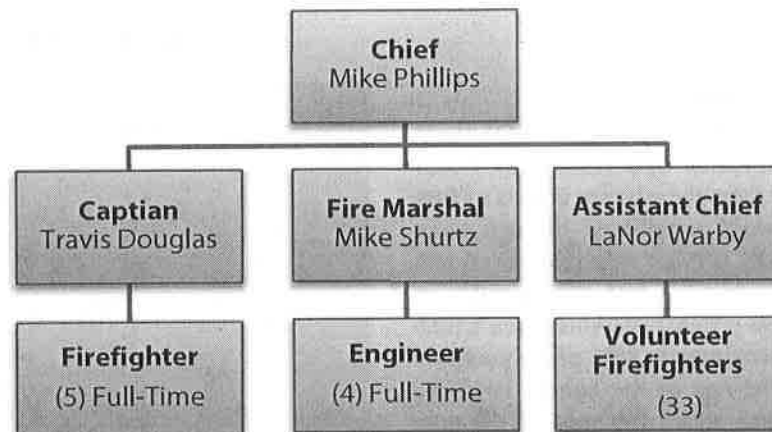 Chief
Mike Phillips
Captian
Travis Douglas
Fire Marshal
Mike Shurtz
Assistant Chief
LaNor Warby
Firefighter
(5) Full-Time
Engineer
(4) Full-Time
Volunteer
Firefighters
(33)